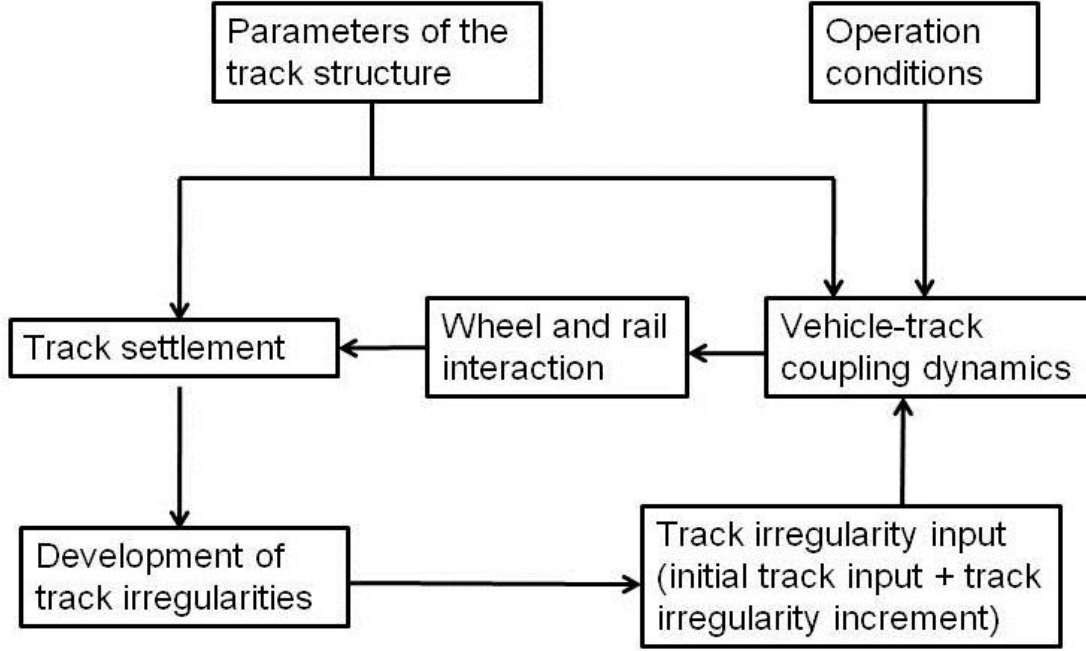 Parameters of the
track structure
Operation
conditions
Track settlement
Wheel and rail
interaction
Vehicle-track
coupling dynamics
Development of
track irregularities
Track irregularity input
(initial track input + track
irregularity increment)